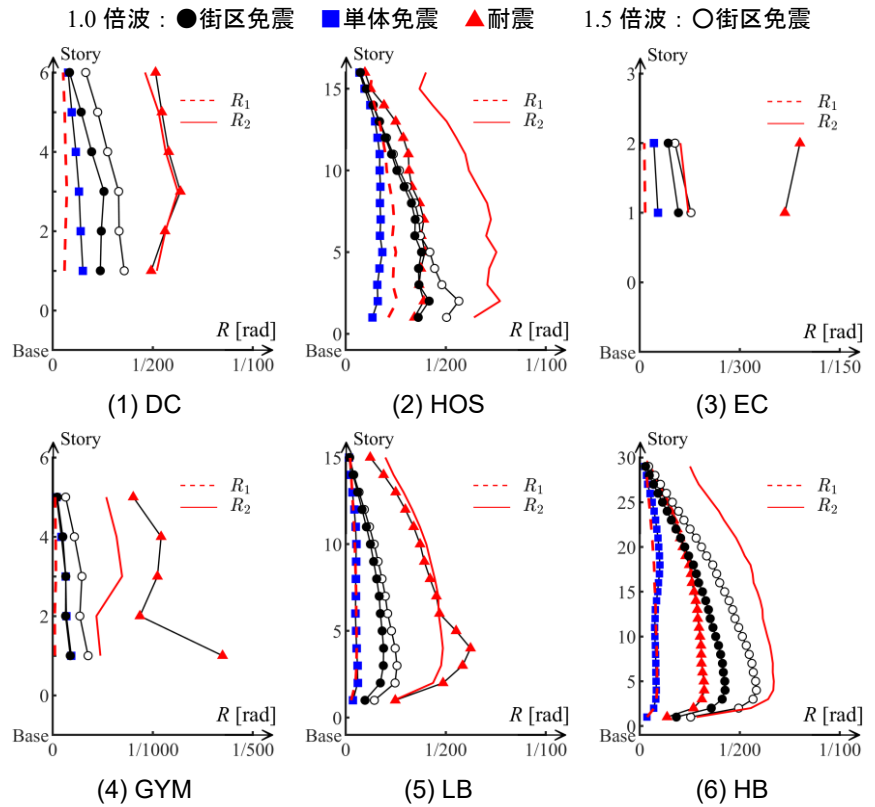 1.0 倍波：●街区免震 ■単体免震 ▲耐震 1.5 倍波：○街区免震
Story
6
4
2
0
Base
R₁
R₂
R [rad]
0 1/200 1/100
(1) DC
Story
15
10
5
0
Base
R₁
R₂
R [rad]
0 1/200 1/100
(2) HOS
Story
3
2
1
0
Base
R₁
R₂
R [rad]
0 1/300 1/150
(3) EC
Story
6
4
2
0
Base
R₁
R₂
R [rad]
0 1/1000 1/500
(4) GYM
Story
15
10
5
0
Base
R₁
R₂
R [rad]
0 1/200 1/100
(5) LB
Story
30
25
20
15
10
5
0
Base
R₁
R₂
R [rad]
0 1/200 1/100
(6) HB